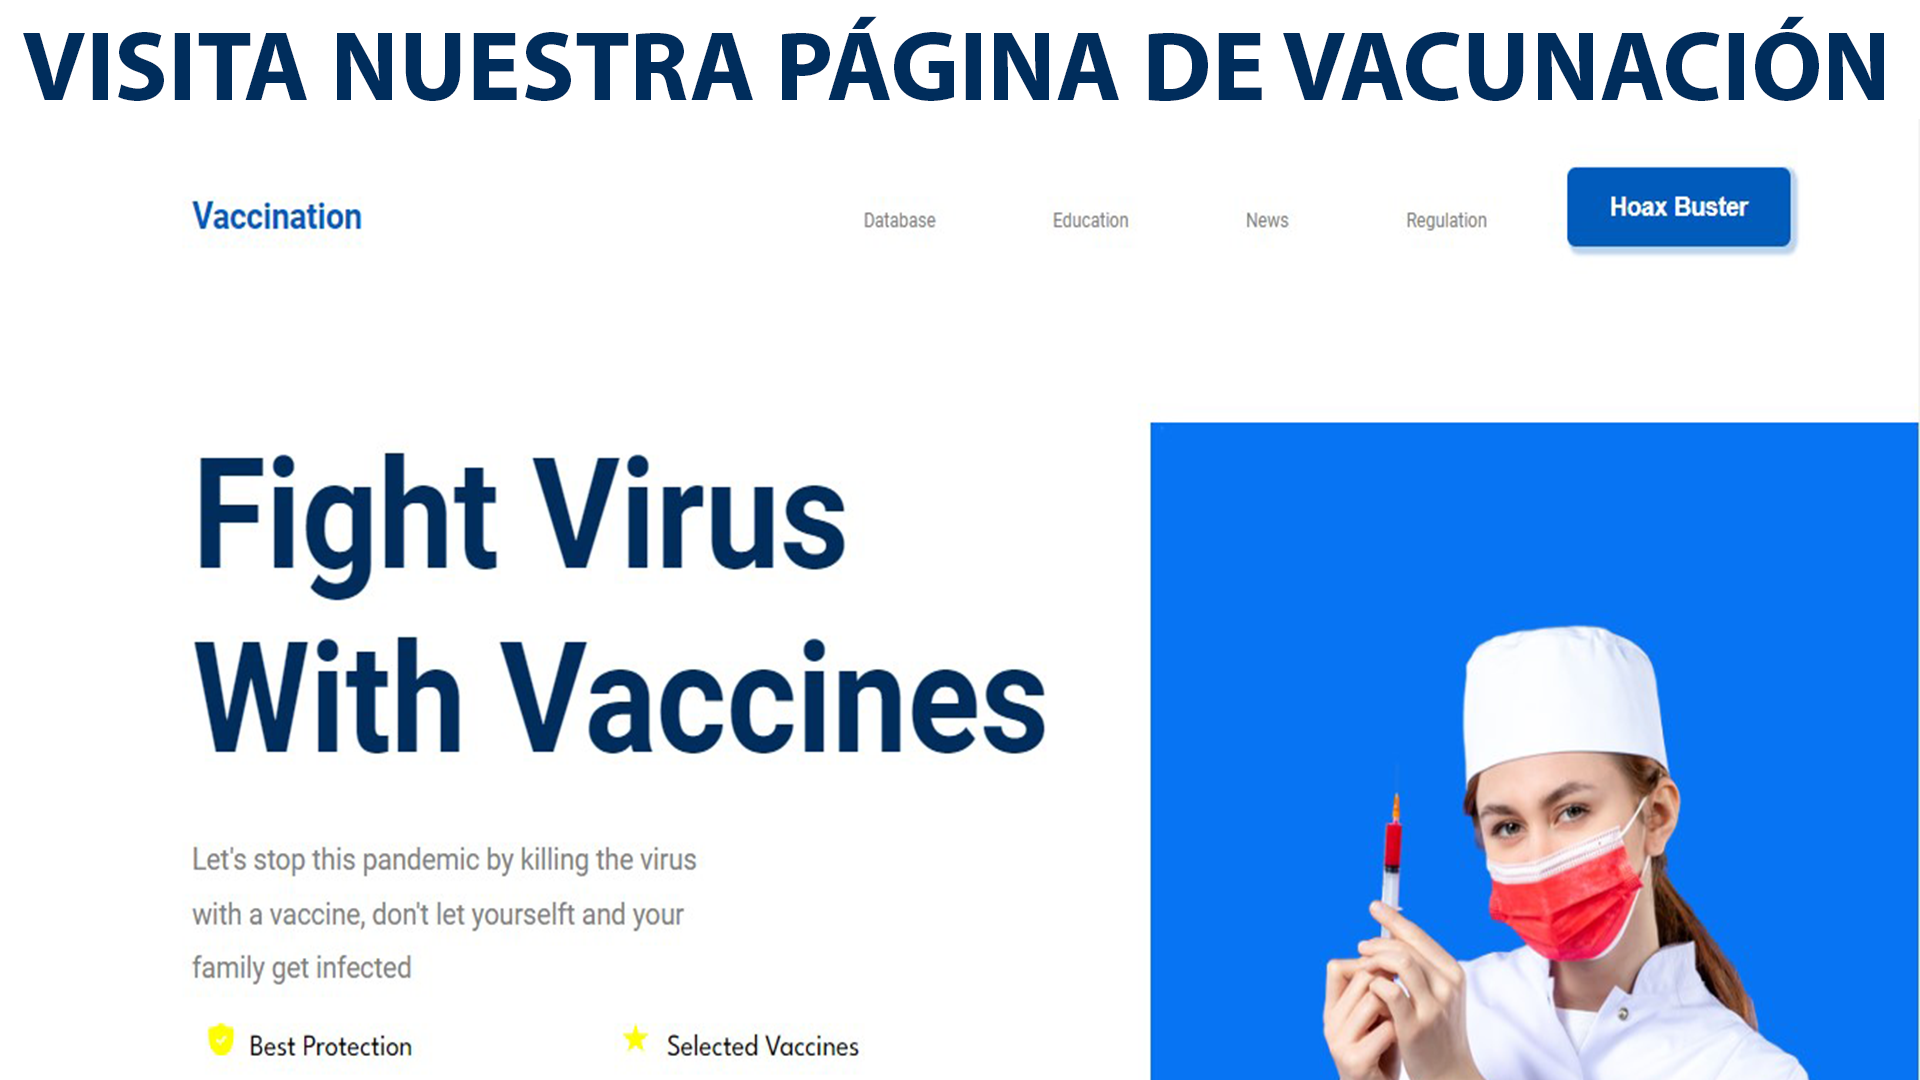 VISITA NUESTRA PÁGINA DE VACUNACIÓN
Vaccination
Database
Education
News
Regulation
Hoax Buster
Fight Virus
With Vaccines
Let's stop this pandemic by killing the virus
with a vaccine, don't let yourselft and your
family get infected
Best Protection
Selected Vaccines